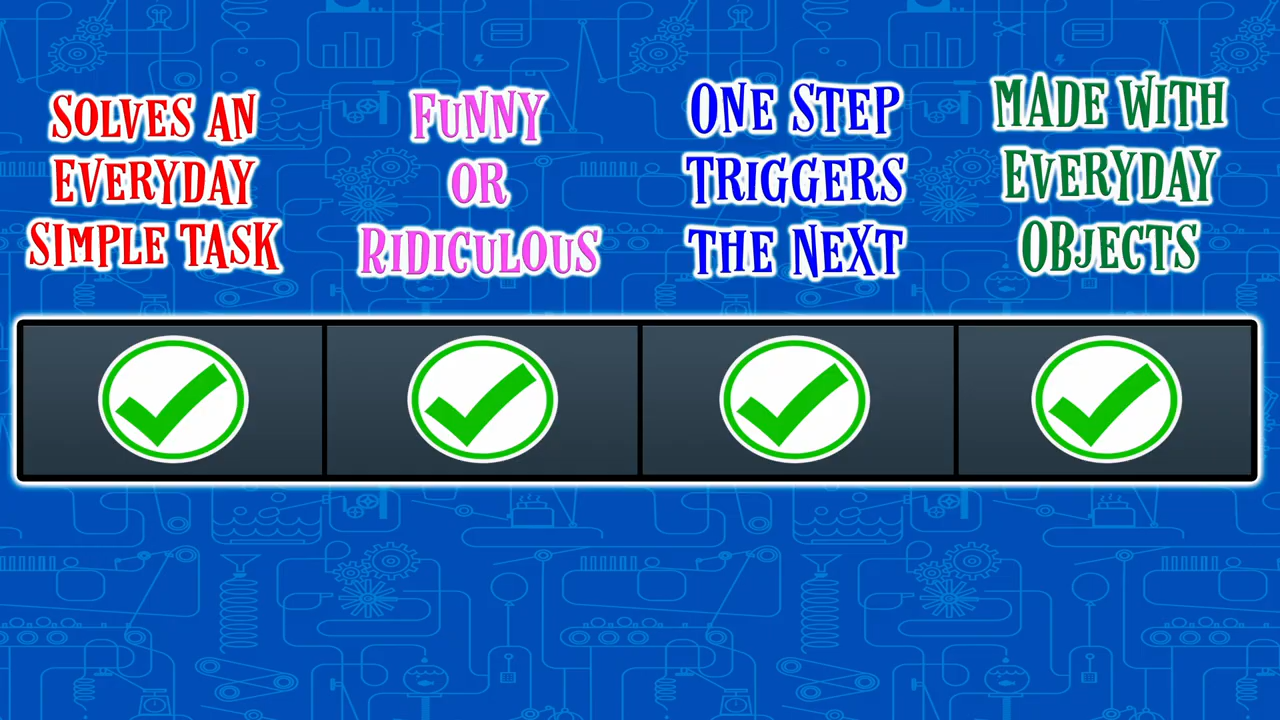 SOLVES AN
EVERYDAY
SIMPLE TASK
FUNNY
OR
RIDICULOUS
ONE STEP
TRIGGERS
THE NEXT
MADE WITH
EVERYDAY
OBJECTS